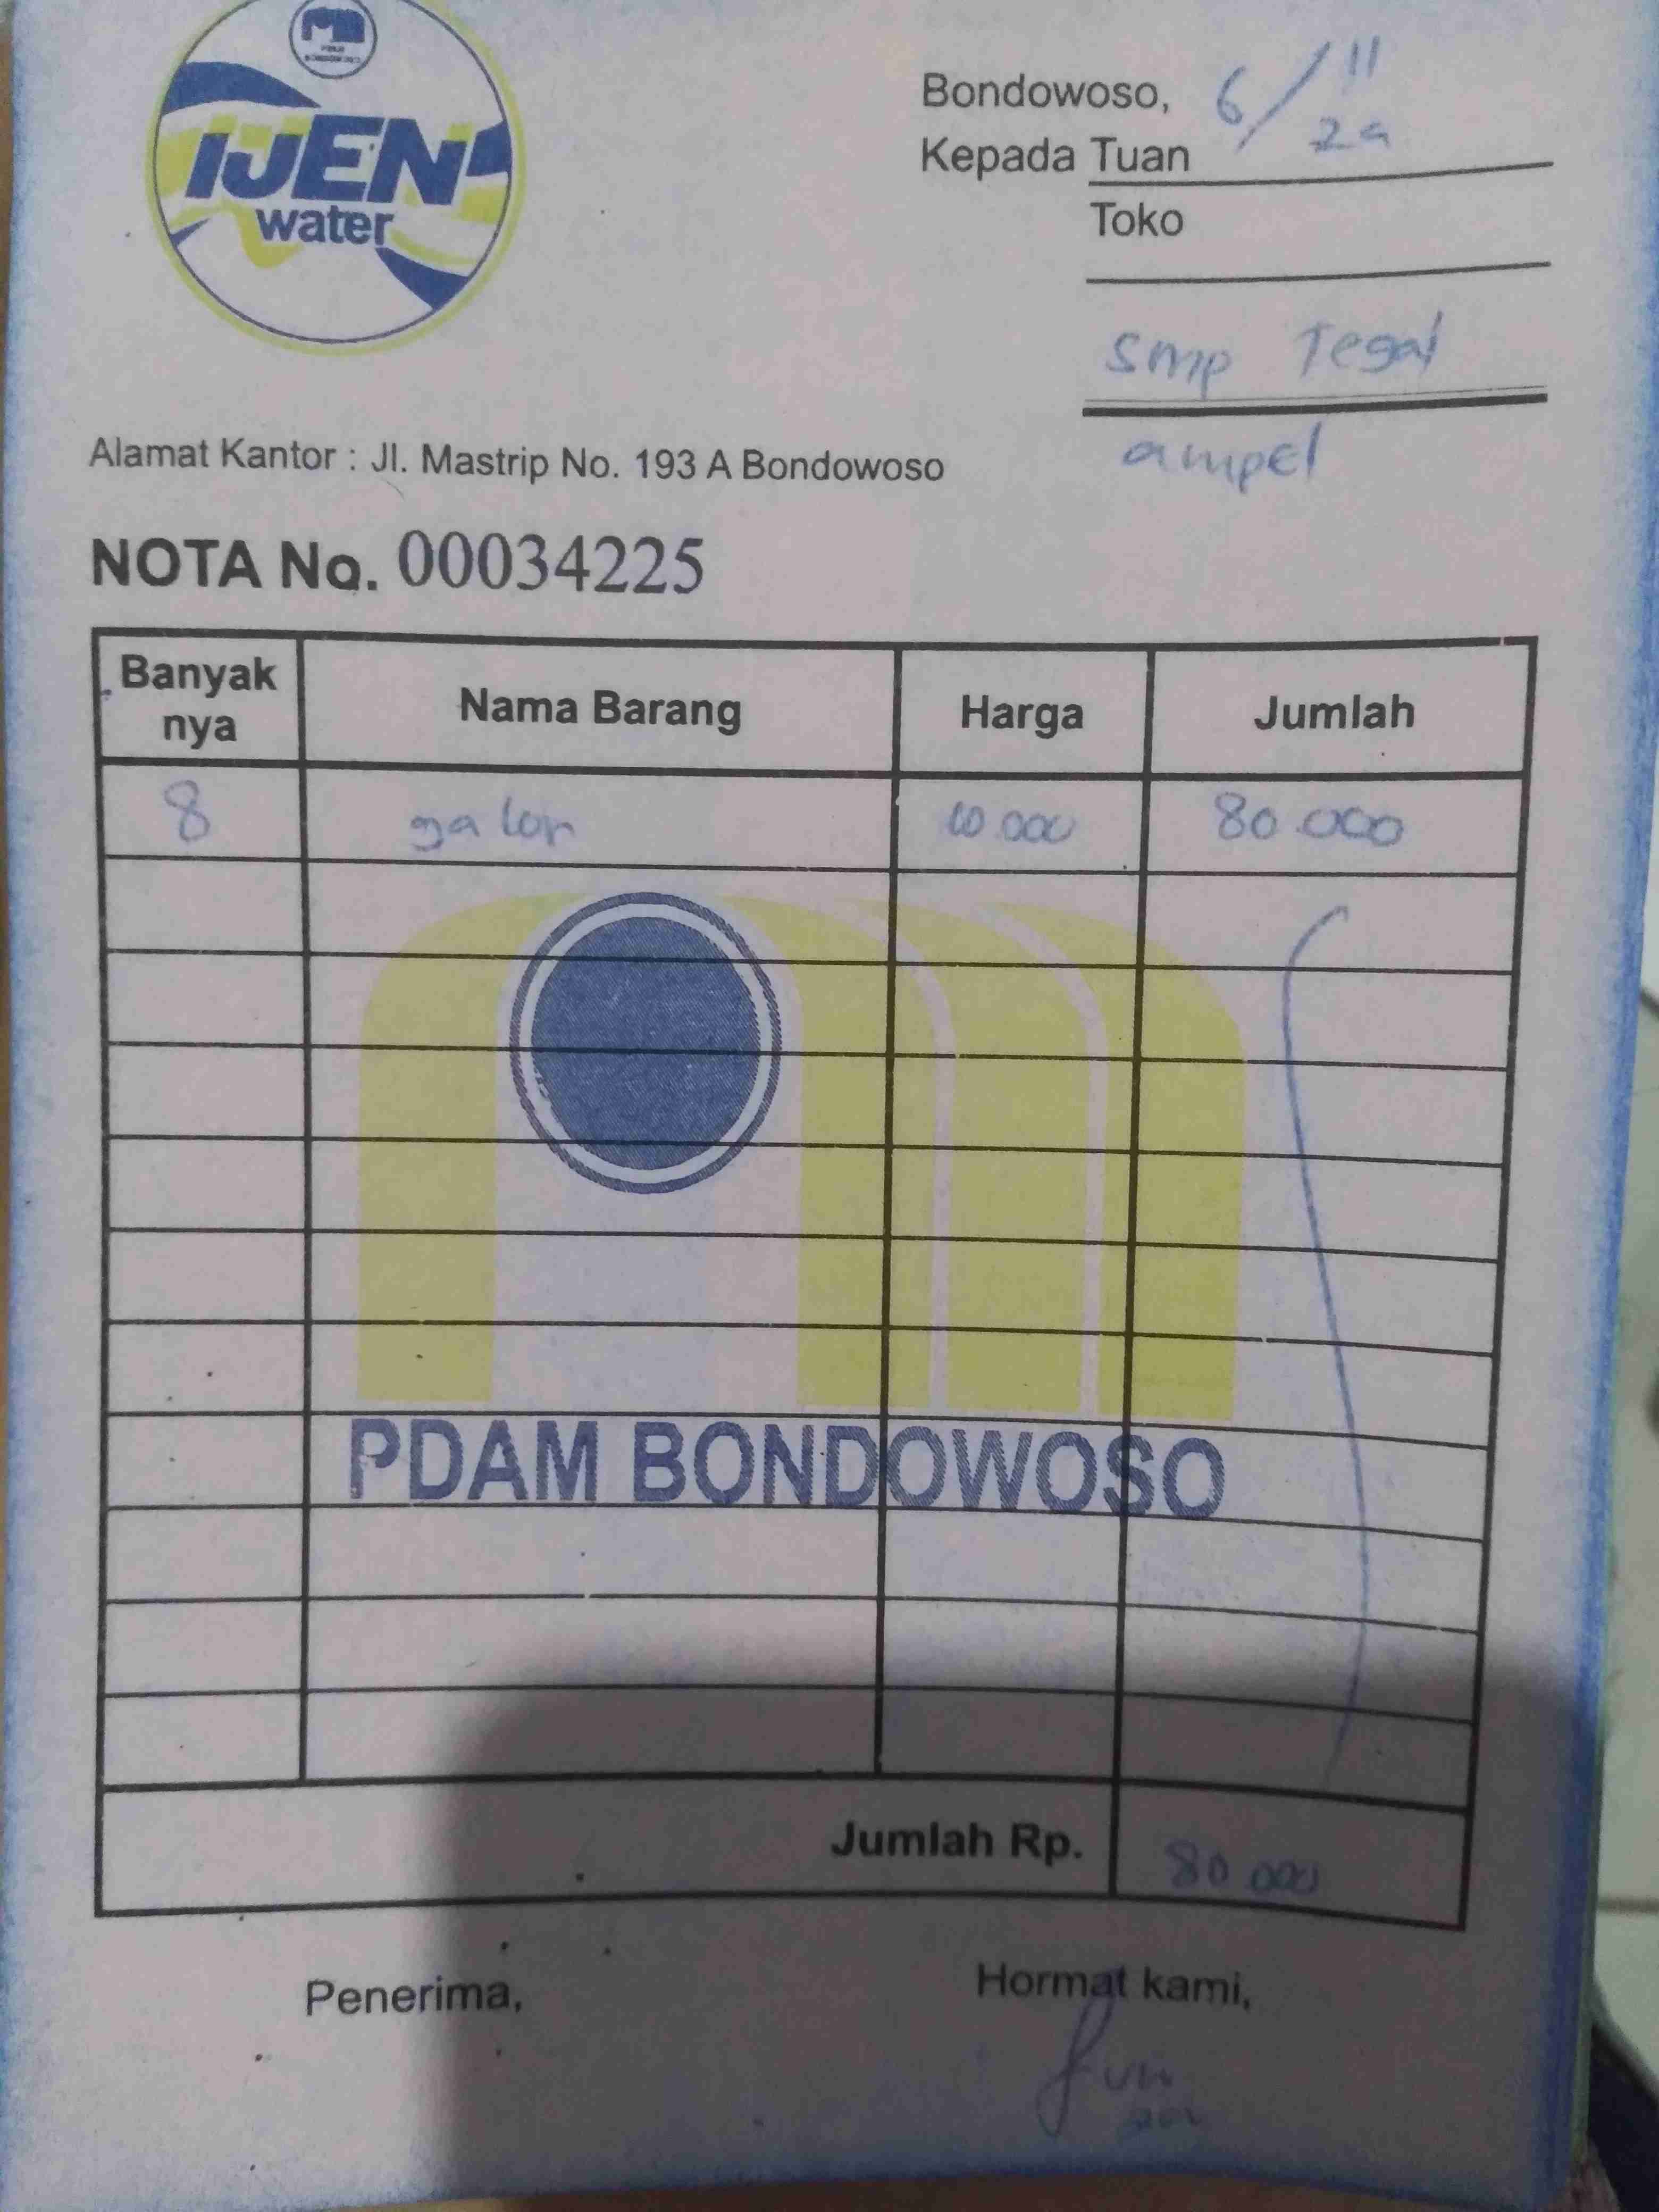 IJEN
water
Bondowoso, 6/11
Kepada Tuan
Toko
smp Tegal
ampel
Alamat Kantor : Jl. Mastrip No. 193 A Bondowoso
NOTA No. 00034225
Banyak nya Nama Barang Harga Jumlah
8 galon 10.000 80.000
PDAM BONDOWOSO
Jumlah Rp. 80.000
Penerima, Hormat kami,